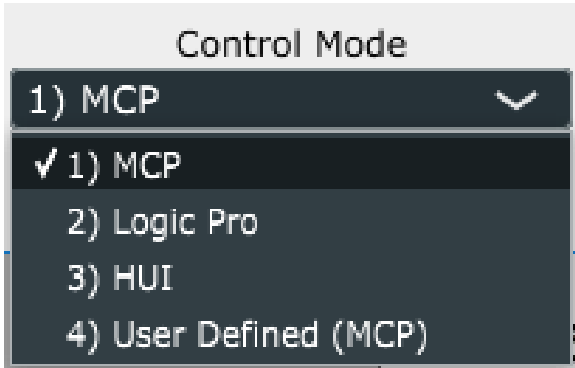 Control Mode
1) MCP
✓ 1) MCP
2) Logic Pro
3) HUI
4) User Defined (MCP)